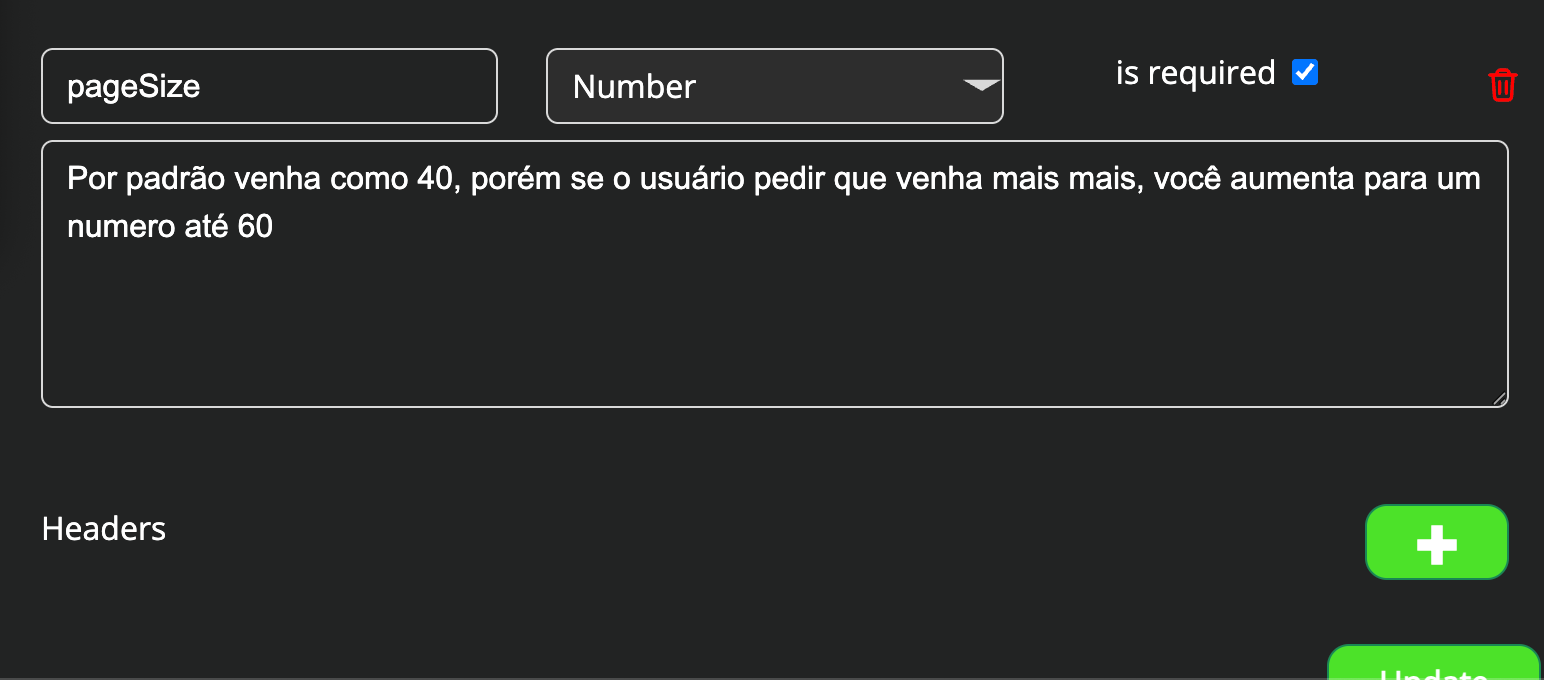 pageSize
Number
is required
Por padrão venha como 40, porém se o usuário pedir que venha mais mais, você aumenta para um
numero até 60
Headers
Update